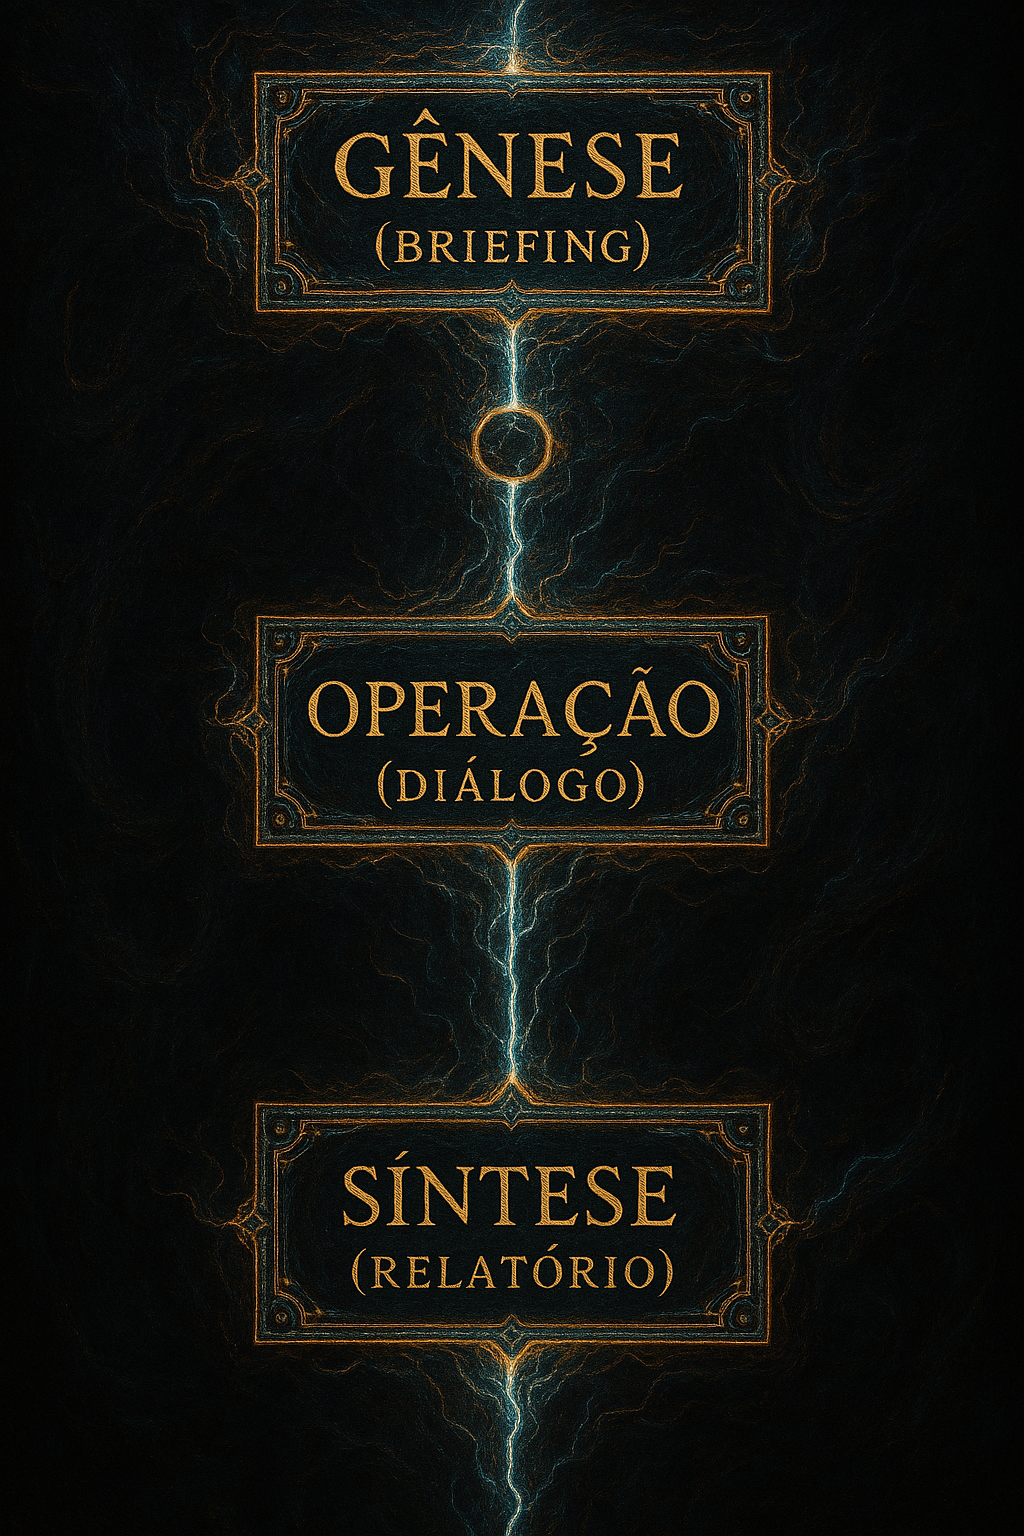 GÊNESE
(BRIEFING)
OPERAÇÃO
(DIÁLOGO)
SÍNTESE
(RELATÓRIO)